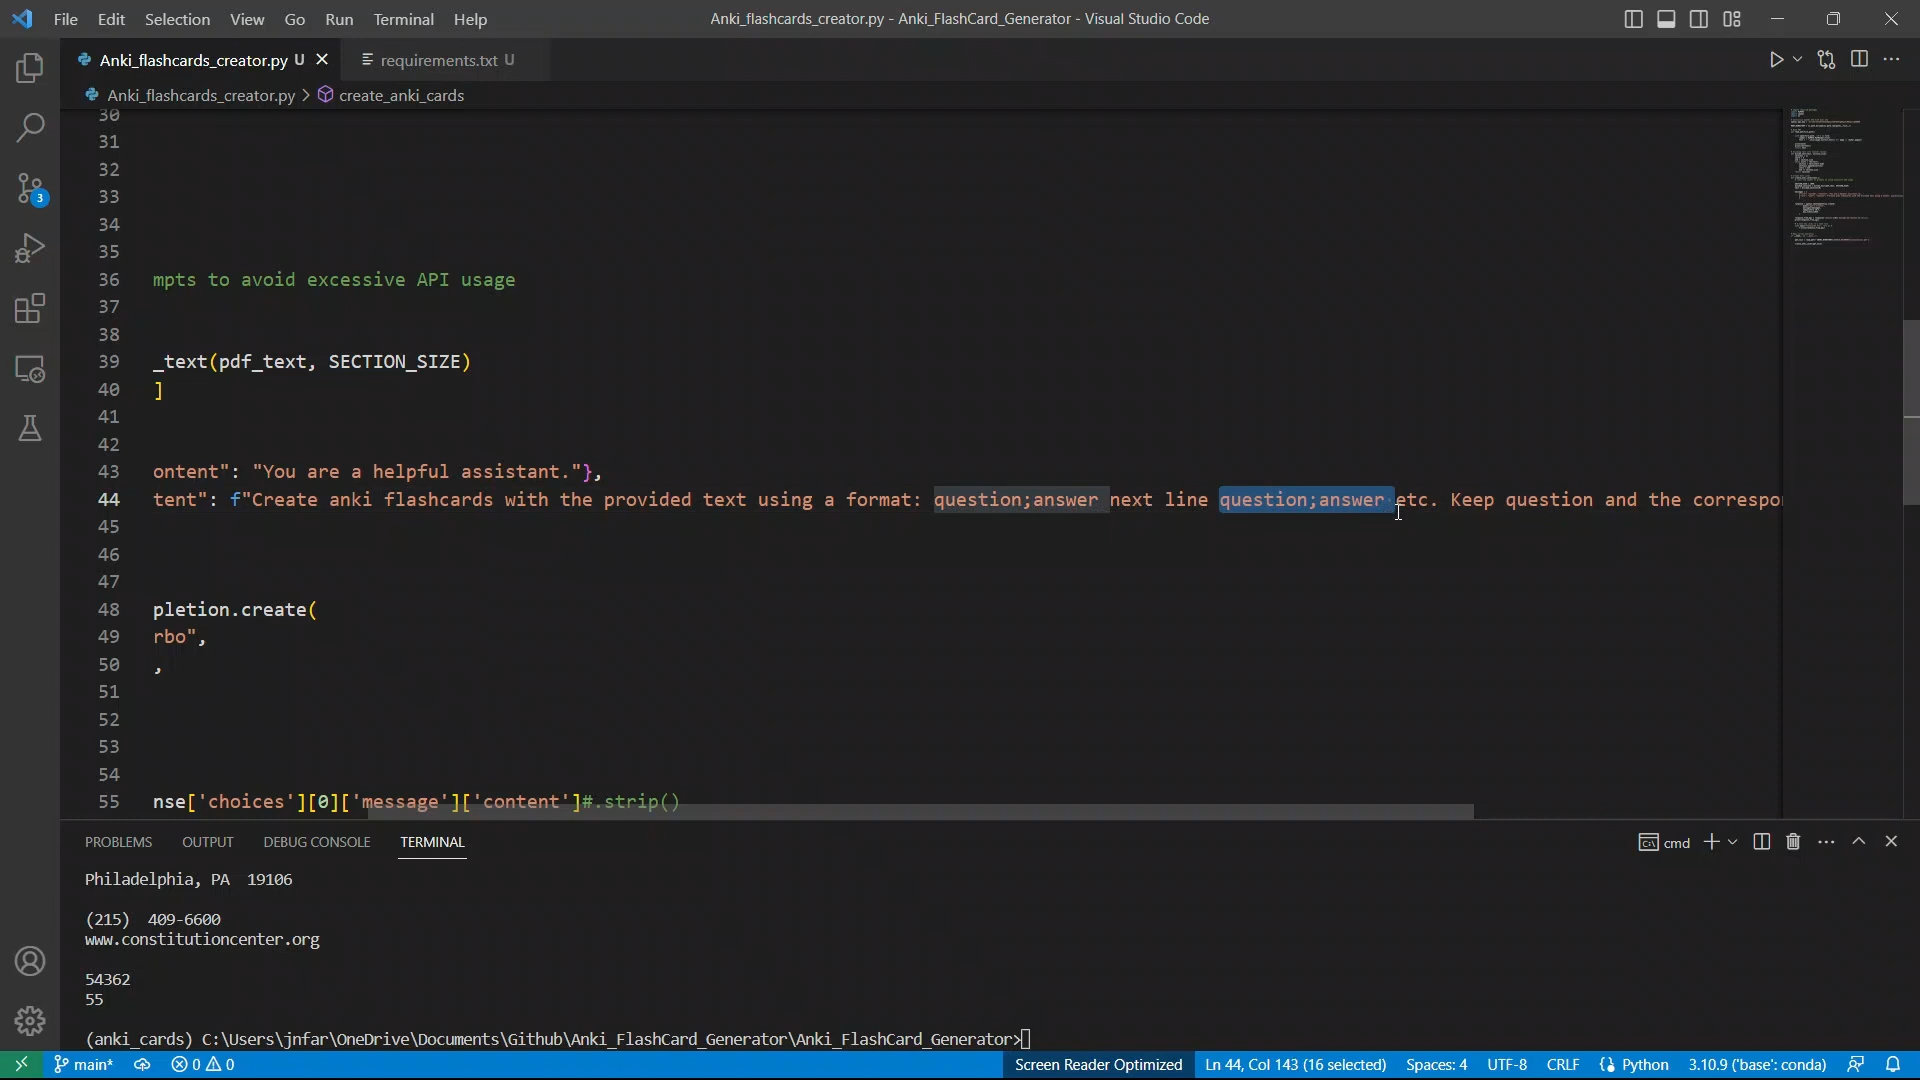 File Edit Selection View Go Run Terminal Help
Anki_flashcards_creator.py - Anki_FlashCard_Generator - Visual Studio Code
Anki_flashcards_creator.py U
requirements.txt U
Anki_flashcards_creator.py > create_anki_cards
30
31
32
33
34
35
36 mpts to avoid excessive API usage
37
38
39 _text(pdf_text, SECTION_SIZE)
40 ]
41
42
43 ontent": "You are a helpful assistant."},
44 tent": f"Create anki flashcards with the provided text using a format: question;answer next line question;answer etc. Keep question and the correspo
45
46
47
48 pletion.create(
49 rbo",
50 ,
51
52
53
54
55 nse['choices'][0]['message']['content']#.strip()
3
PROBLEMS OUTPUT DEBUG CONSOLE TERMINAL
cmd
Philadelphia, PA  19106
(215)  409-6600
www.constitutioncenter.org
54362
55
(anki_cards) C:\Users\jnfar\OneDrive\Documents\Github\Anki_FlashCard_Generator\Anki_FlashCard_Generator>
main* 0 0 Screen Reader Optimized Ln 44, Col 143 (16 selected) Spaces: 4 UTF-8 CRLF Python 3.10.9 ('base': conda)